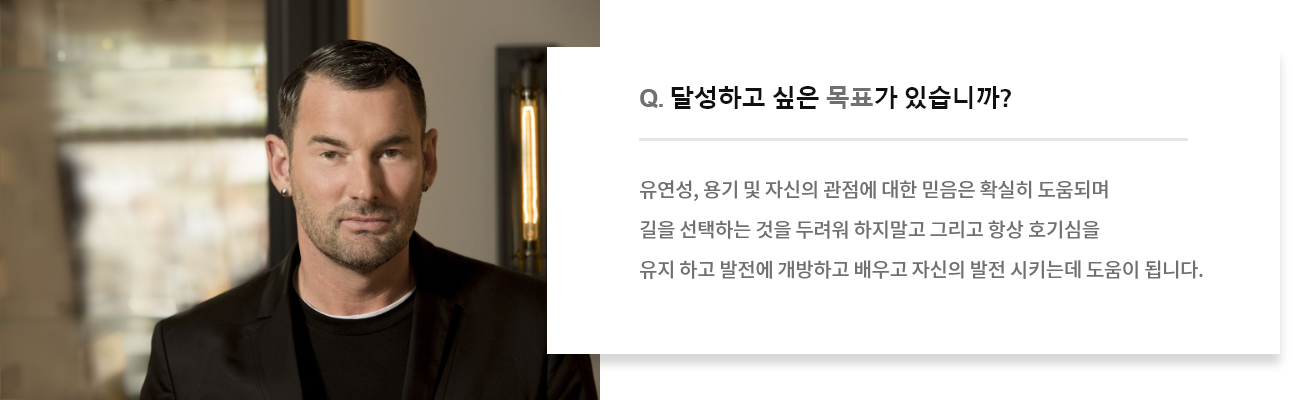 Q. 달성하고 싶은 목표가 있습니까?
유연성, 용기 및 자신의 관점에 대한 믿음은 확실히 도움되며
길을 선택하는 것을 두려워 하지말고 그리고 항상 호기심을
유지 하고 발전에 개방하고 배우고 자신의 발전 시키는데 도움이 됩니다.